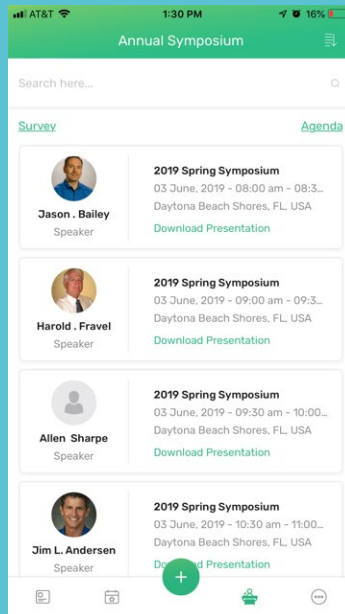 AT&T 1:30 PM 16%
Annual Symposium
Search here...
Survey Agenda
2019 Spring Symposium
03 June, 2019 - 08:00 am - 08:3...
Daytona Beach Shores, FL, USA
Download Presentation
Jason . Bailey
Speaker
2019 Spring Symposium
03 June, 2019 - 09:00 am - 09:3...
Daytona Beach Shores, FL, USA
Download Presentation
Harold . Fravel
Speaker
2019 Spring Symposium
03 June, 2019 - 09:30 am - 10:00...
Daytona Beach Shores, FL, USA
Download Presentation
Allen Sharpe
Speaker
2019 Spring Symposium
03 June, 2019 - 10:30 am - 11:00...
Daytona Beach Shores, FL, USA
Presentation
Jim L. Andersen
Speaker